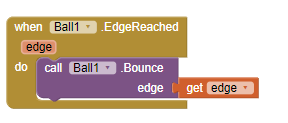 when Ball1 .EdgeReached
edge
do call Ball1 .Bounce
edge get edge